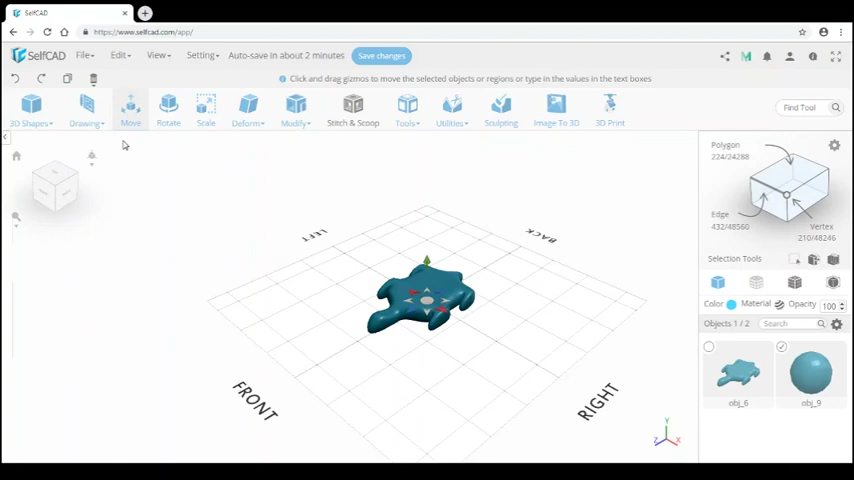 SelfCAD
https://www.selfcad.com/app/
SelfCAD File Edit View Setting Auto-save in about 2 minutes Save changes
Click and drag gizmos to move the selected objects or regions or type in the values in the text boxes
3D Shapes Drawing Move Rotate Scale Deform Modify Stitch & Scoop Tools Utilities Sculpting Image To 3D 3D Print Find Tool
Polygon
224/24288
Edge
432/48560
Vertex
210/48246
Selection Tools
Color Material Opacity 100
Objects 1 / 2 Search
obj_6 obj_9
LEFT BACK
FRONT RIGHT
Y
Z X